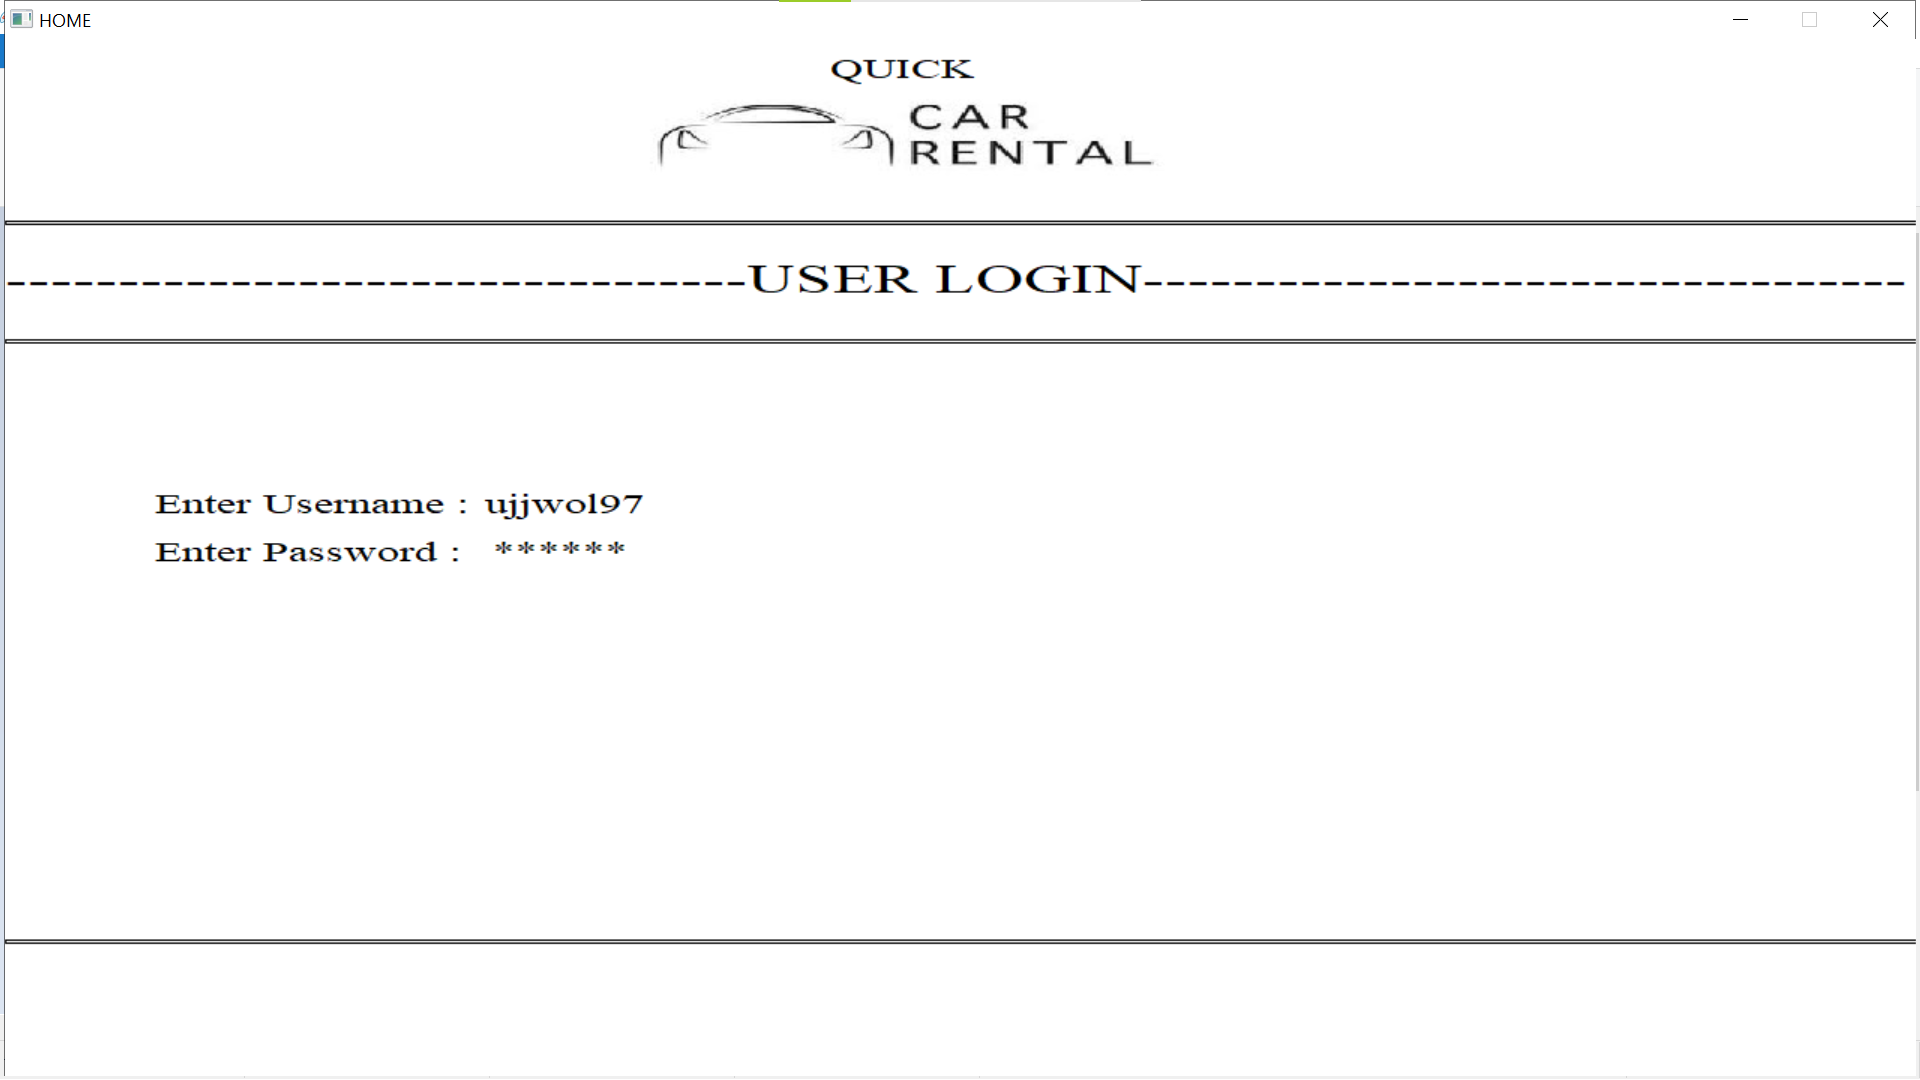 HOME
QUICK
CAR
RENTAL
---------------------------------USER LOGIN----------------------------------
Enter Username : ujjwol97
Enter Password : ******